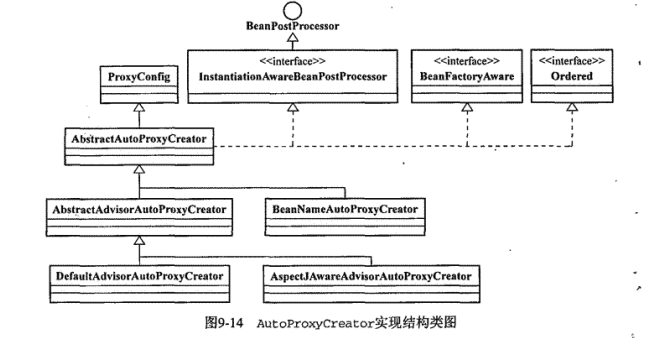 BeanPostProcessor
<<interface>>
InstantiationAwareBeanPostProcessor
<<interface>>
BeanFactoryAware
<<interface>>
Ordered
ProxyConfig
AbstractAutoProxyCreator
AbstractAdvisorAutoProxyCreator
BeanNameAutoProxyCreator
DefaultAdvisorAutoProxyCreator
AspectJAwareAdvisorAutoProxyCreator
图9-14 AutoProxyCreator实现结构类图